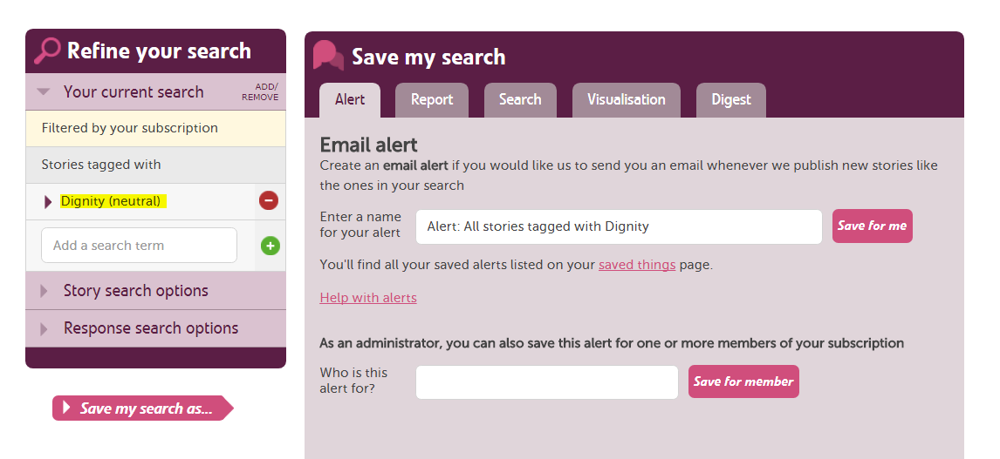 Refine your search
Your current search
ADD/
REMOVE
Filtered by your subscription
Stories tagged with
Dignity (neutral)
Add a search term
Story search options
Response search options
Save my search as...
Save my search
Alert
Report
Search
Visualisation
Digest
Email alert
Create an email alert if you would like us to send you an email whenever we publish new stories like
the ones in your search
Enter a name
for your alert
Alert: All stories tagged with Dignity
Save for me
You'll find all your saved alerts listed on your saved things page.
Help with alerts
As an administrator, you can also save this alert for one or more members of your subscription
Who is this
alert for?
Save for member